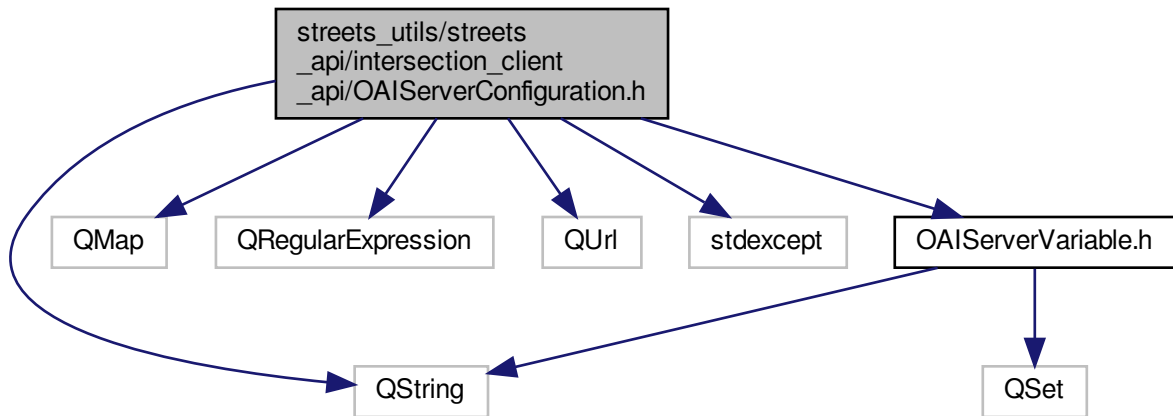 streets_utils/streets
_api/intersection_client
_api/OAIServerConfiguration.h
QMap
QRegularExpression
QUrl
stdexcept
OAIServerVariable.h
QString
QSet